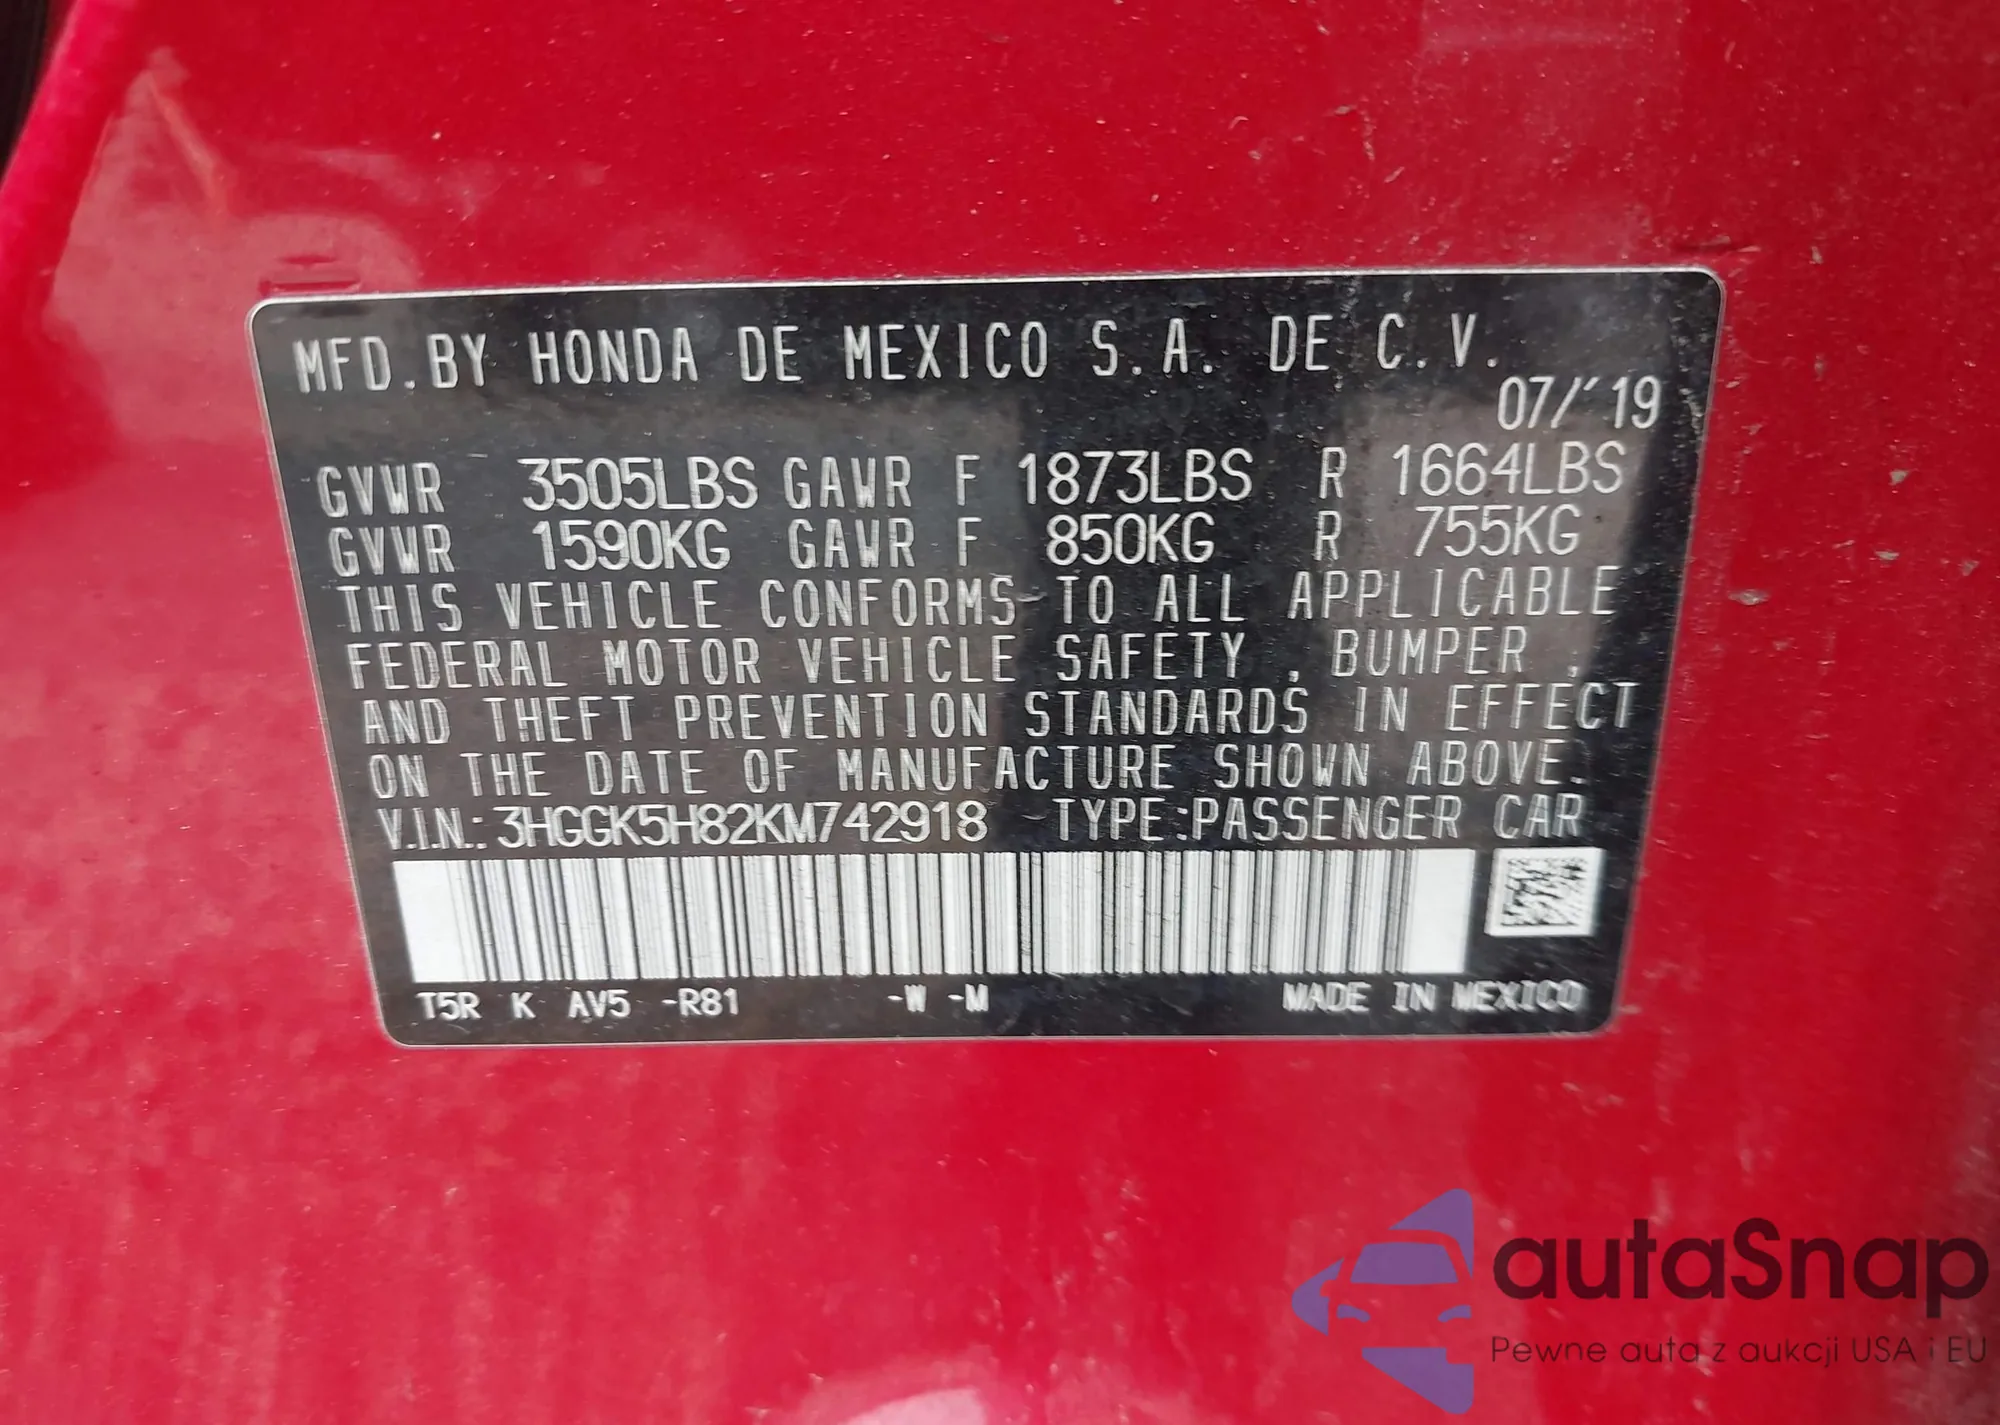 MFD.BY HONDA DE MEXICO S.A. DE C.V.
07/'19
GVWR 3505LBS GAWR F 1873LBS R 1664LBS
GVWR 1590KG GAWR F 850KG R 755KG
THIS VEHICLE CONFORMS TO ALL APPLICABLE
FEDERAL MOTOR VEHICLE SAFETY , BUMPER ,
AND THEFT PREVENTION STANDARDS IN EFFECT
ON THE DATE OF MANUFACTURE SHOWN ABOVE.
V.I.N.: 3HGGK5H82KM742918 TYPE:PASSENGER CAR
T5R K AV5 -R81 -W -M MADE IN MEXICO
autaSnap
Pewne auta z aukcji USA i EU